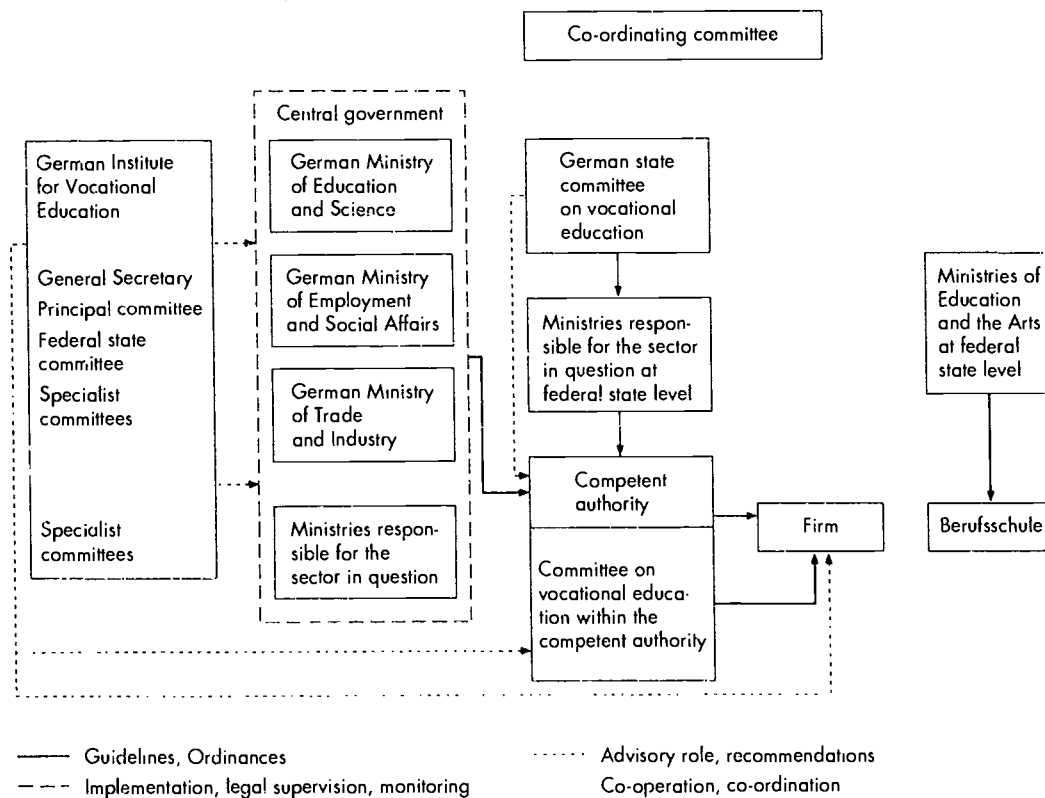 Co-ordinating committee
Central government
German Institute
for Vocational
Education
General Secretary
Principal committee
Federal state
committee
Specialist
committees
Specialist
committees
German Ministry
of Education
and Science
German Ministry
of Employment
and Social Affairs
German Ministry
of Trade
and Industry
Ministries respon-
sible for the
sector in question
German state
committee
on vocational
education
Ministries respon-
sible for the sector
in question at
federal state level
Competent
authority
Committee on
vocational educa-
tion within the
competent authority
Firm
Ministries of
Education
and the Arts
at federal
state level
Berufsschule
Guidelines, Ordinances
Implementation, legal supervision, monitoring
Advisory role, recommendations
Co-operation, co-ordination